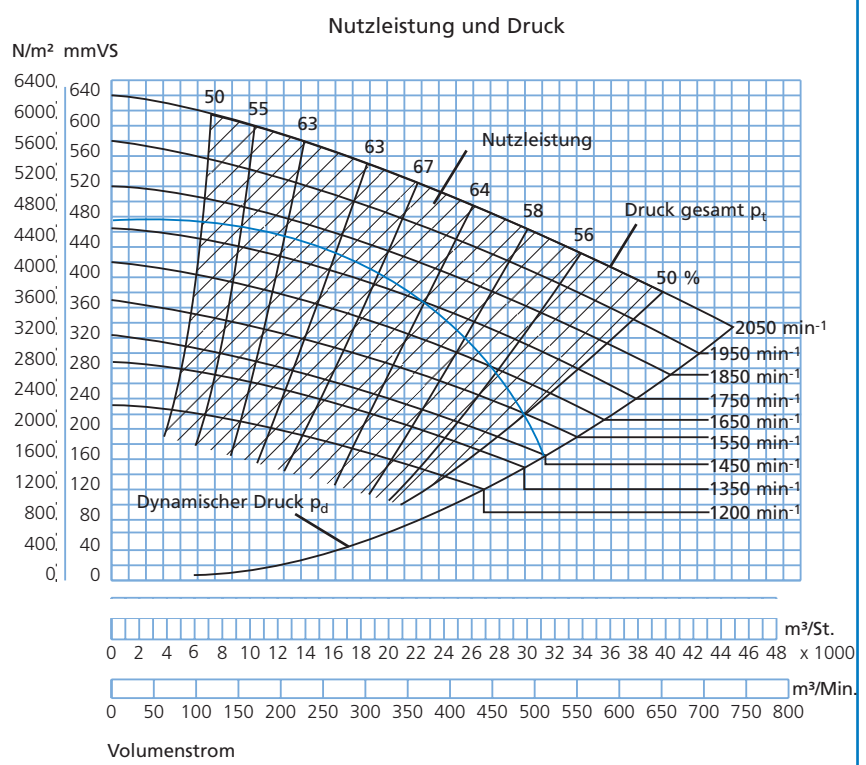 Nutzleistung und Druck
N/m² mmVS
6400, 640
6000, 600
5600, 560
5200, 520
4800, 480
4400, 440
4000, 400
3600, 360
3200, 320
2800, 280
2400, 240
2000, 200
1600, 160
1200, 120
800, 80
400, 40
0, 0
50 55 63 63 67 64 58 56 50 %
Nutzleistung
Druck gesamt pt
2050 min-1
1950 min-1
1850 min-1
1750 min-1
1650 min-1
1550 min-1
1450 min-1
1350 min-1
1200 min-1
Dynamischer Druck pd
m³/St.
0 2 4 6 8 10 12 14 16 18 20 22 24 26 28 30 32 34 36 38 40 42 44 46 48 x 1000
m³/Min.
0 50 100 150 200 250 300 350 400 450 500 550 600 650 700 750 800
Volumenstrom